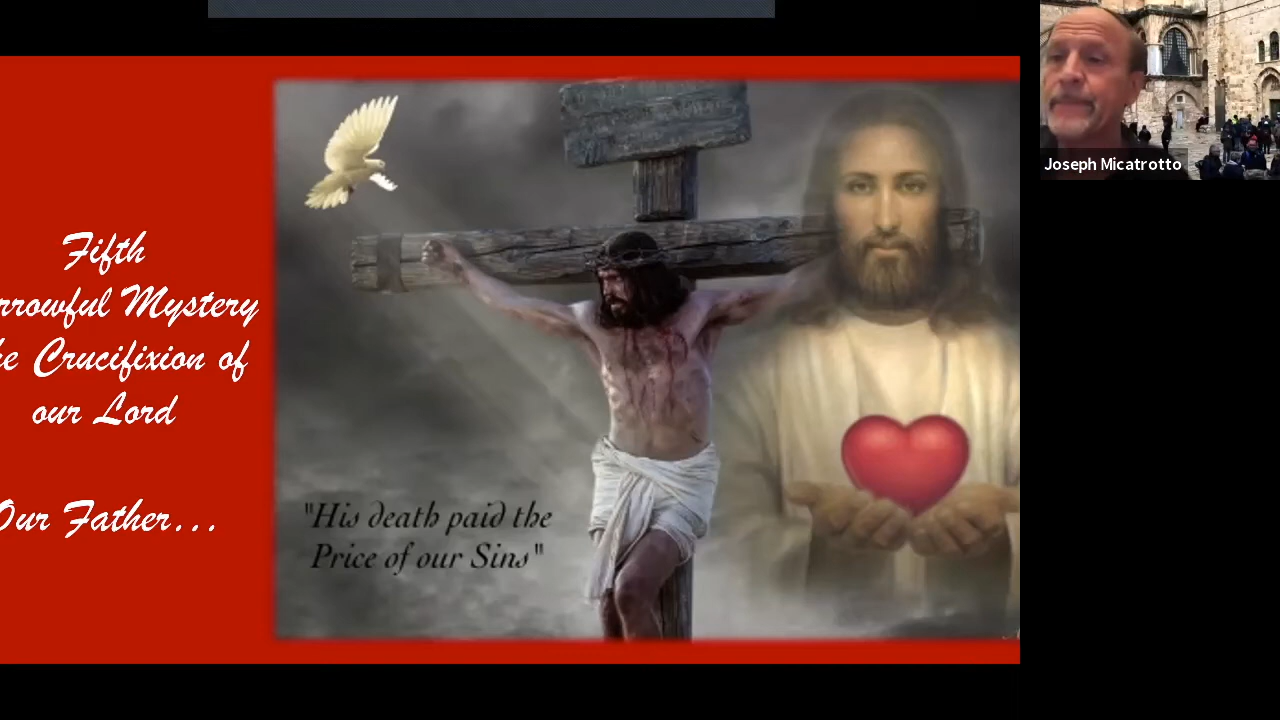 Fifth
rrowful Mystery
e Crucifixion of
our Lord
Our Father...
"His death paid the
Price of our Sins"
Joseph Micatrotto